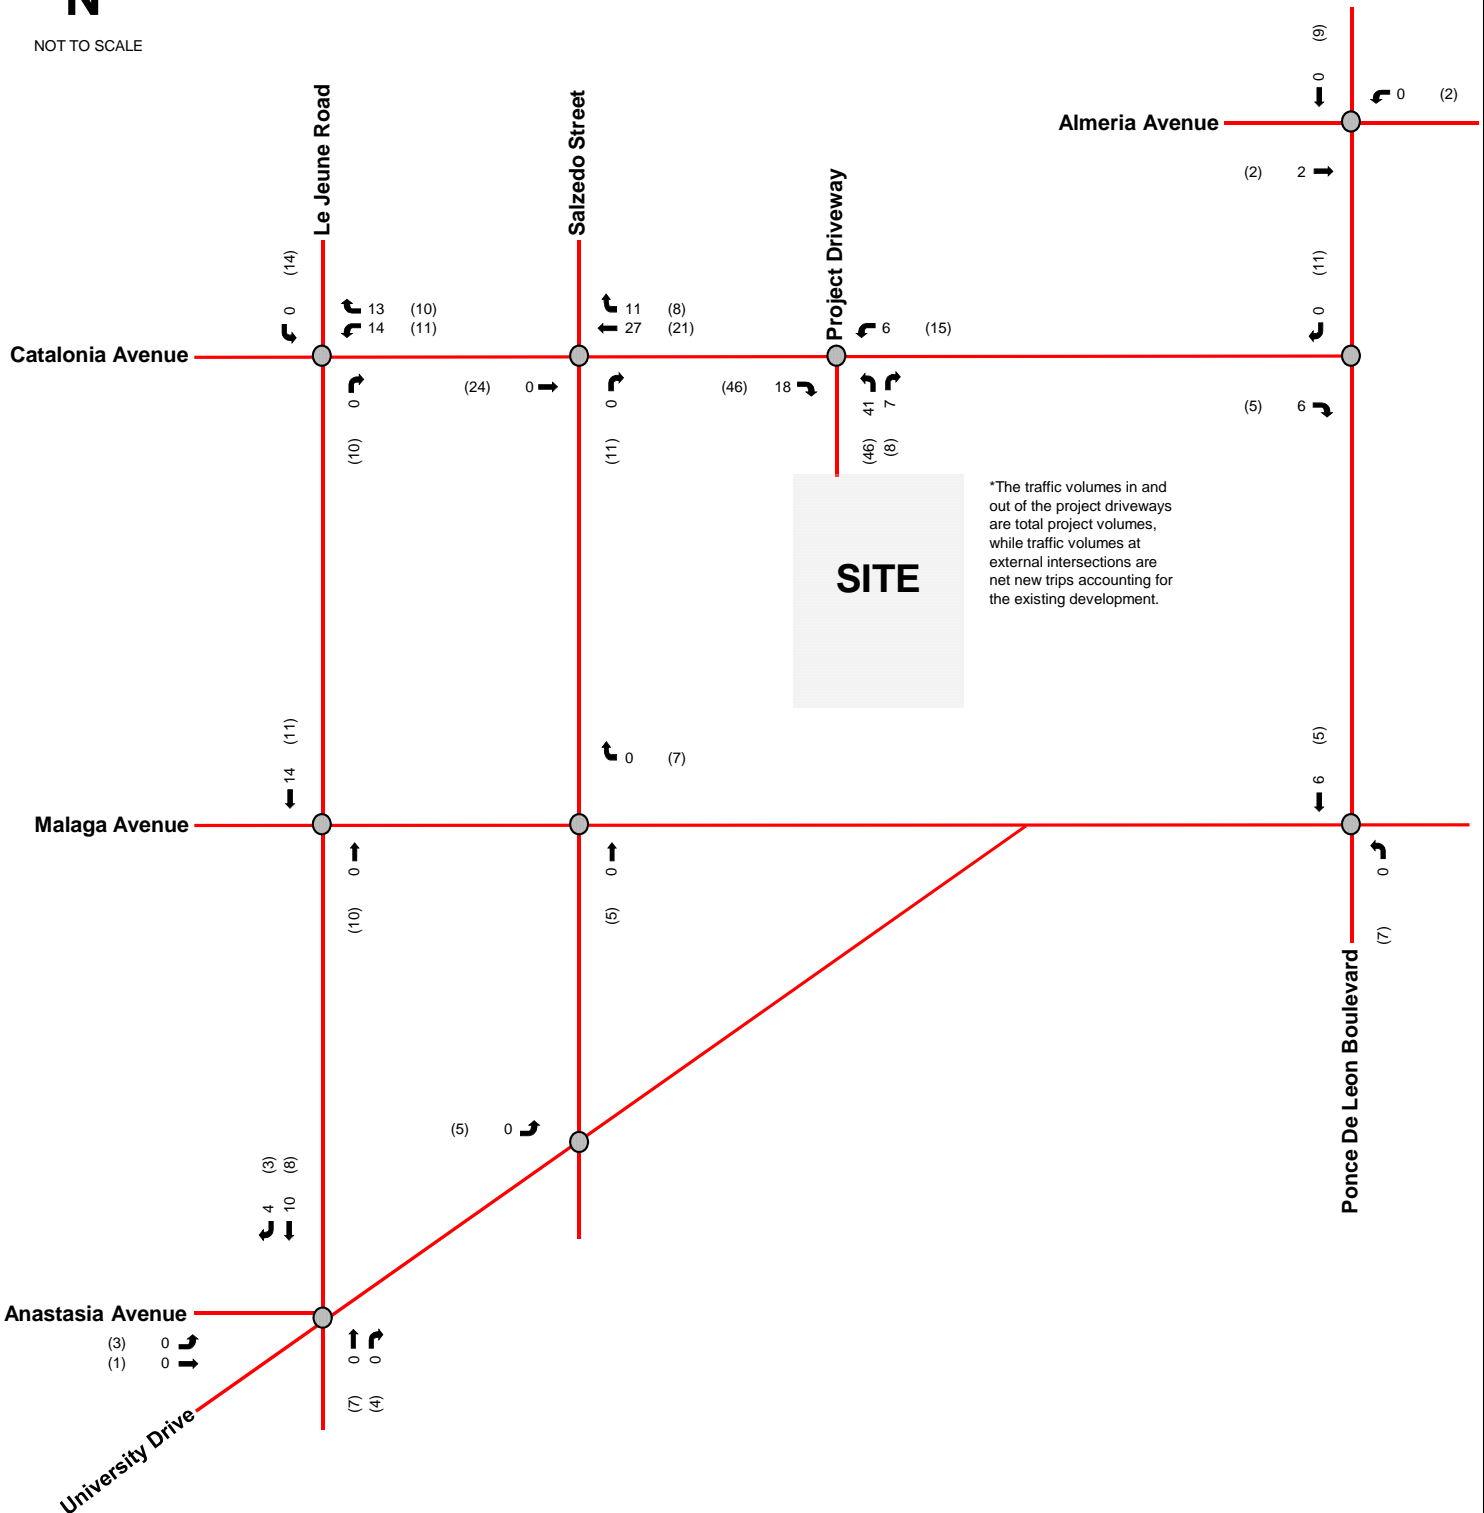 N
NOT TO SCALE
(9)
0
0 (2)
Almeria Avenue
(2) 2
Le Jeune Road
Salzedo Street
Project Driveway
(14)
0
13 (10)
14 (11)
11 (8)
27 (21)
6 (15)
(11)
0
Catalonia Avenue
0
(10)
(24) 0
0
(11)
(46) 18
41 7
(46) (8)
(5) 6
*The traffic volumes in and
out of the project driveways
are total project volumes,
while traffic volumes at
external intersections are
net new trips accounting for
the existing development.
SITE
(11)
14
0 (7)
(5)
6
Malaga Avenue
0
(10)
0
(5)
0
(7)
Ponce De Leon Boulevard
(5) 0
(3) (8)
4 10
Anastasia Avenue
(3) 0
(1) 0
0 0
(7) (4)
University Drive